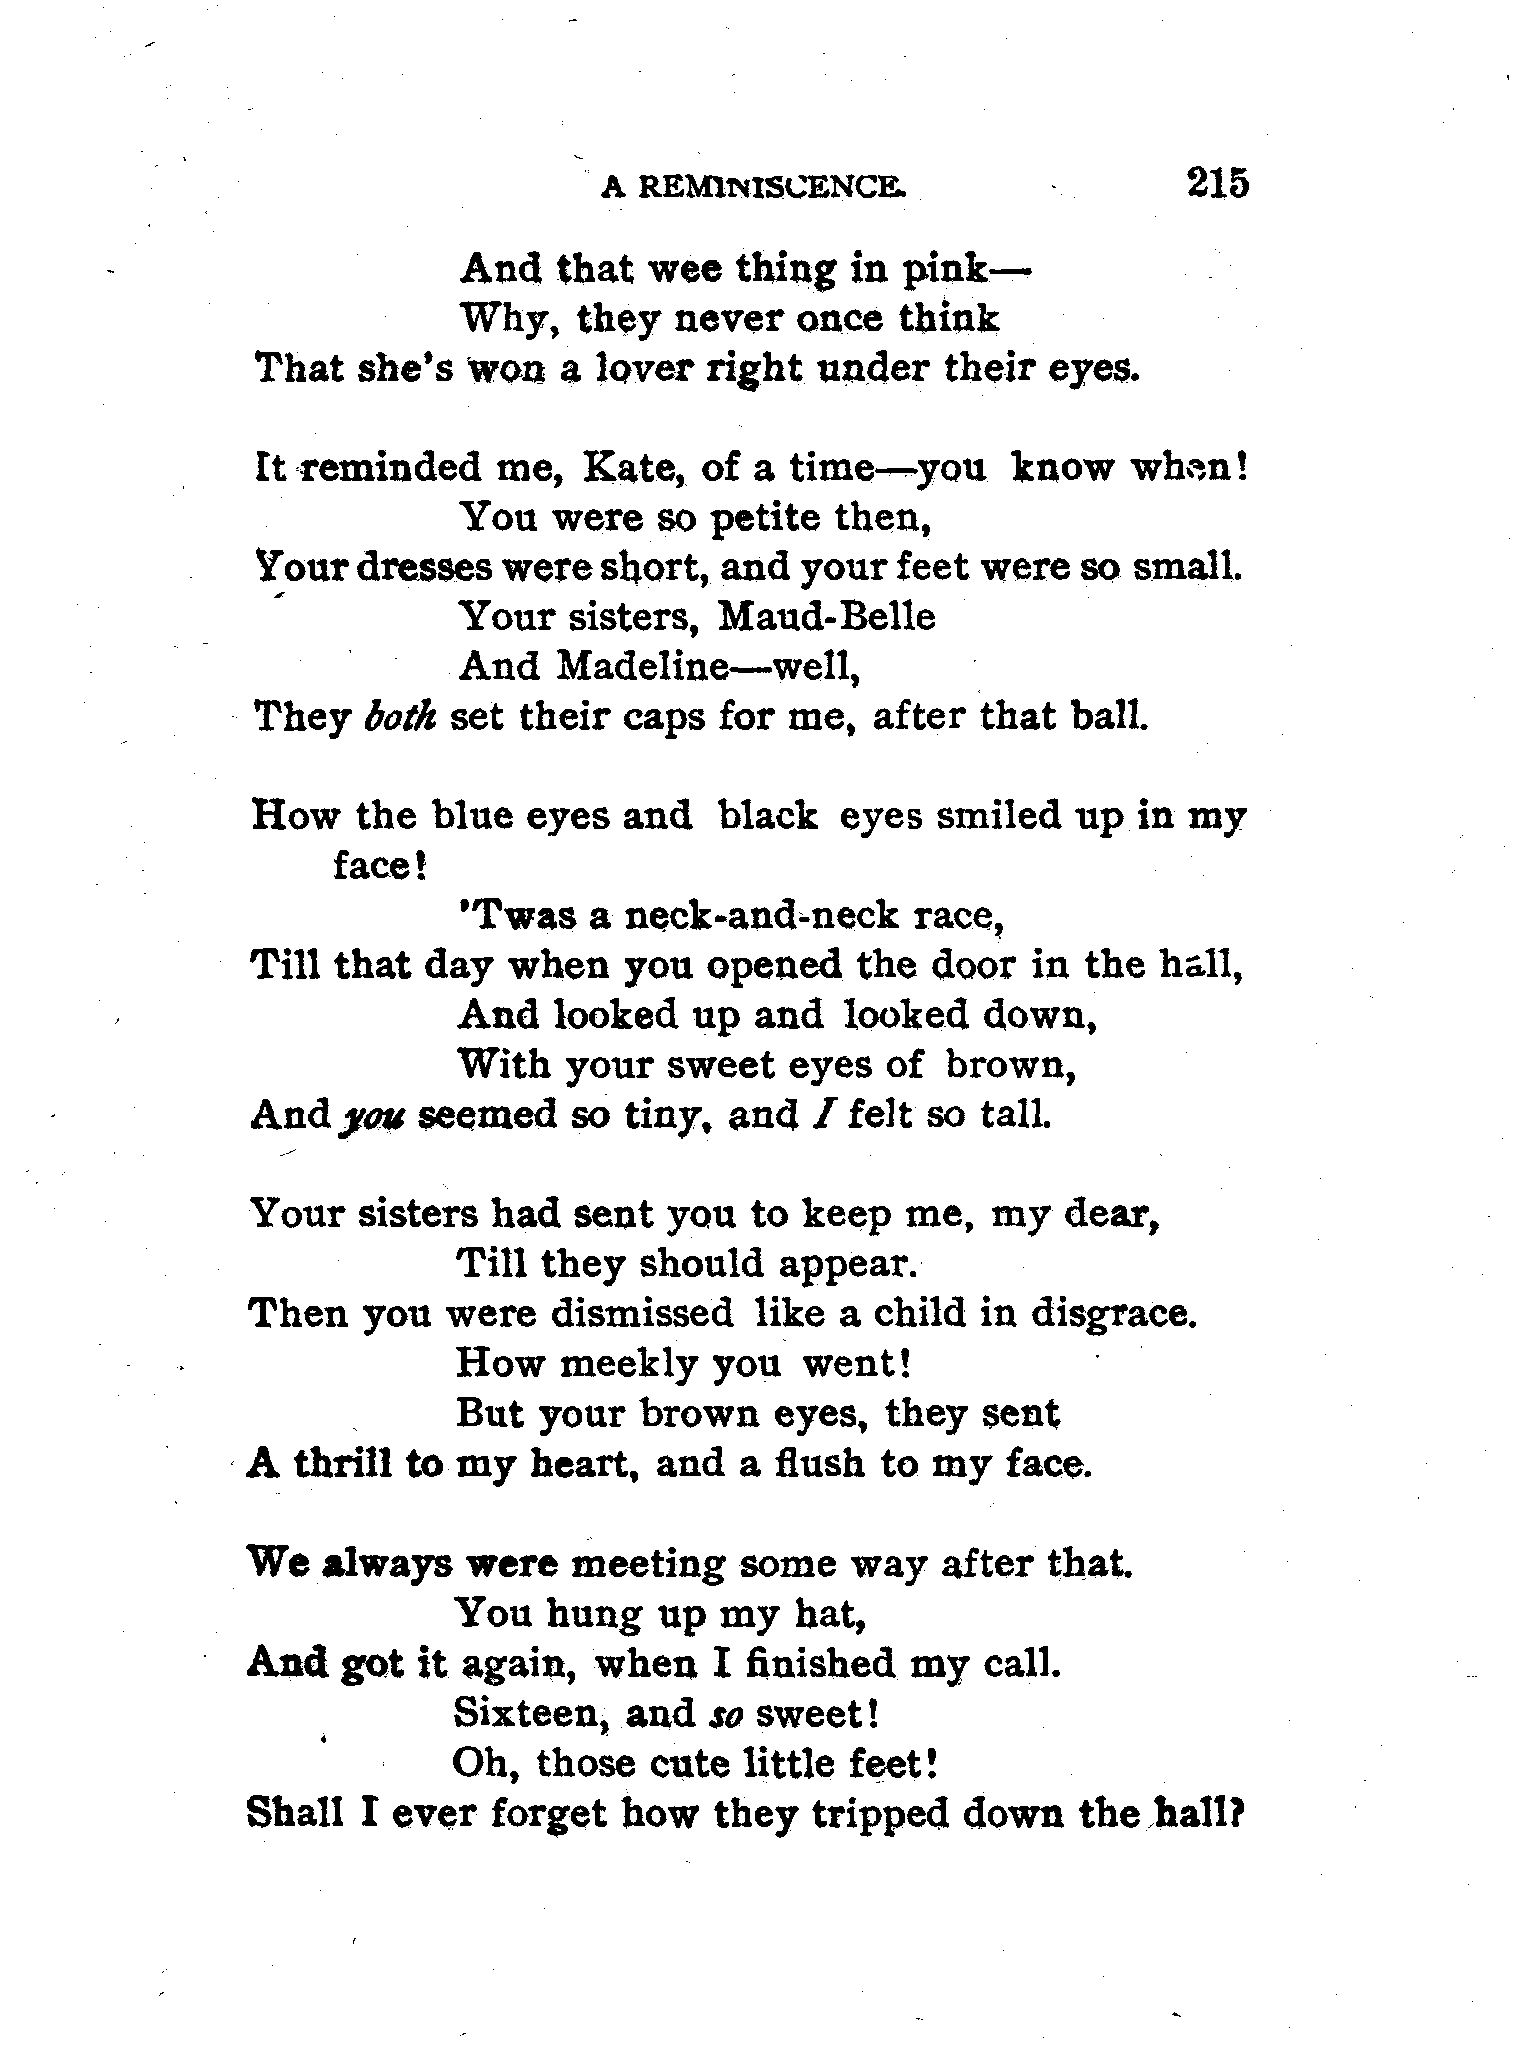 A REMINISCENCE. 215
And that wee thing in pink—
Why, they never once think
That she's won a lover right under their eyes.
It reminded me, Kate, of a time—you know when!
You were so petite then,
Your dresses were short, and your feet were so small.
Your sisters, Maud-Belle
And Madeline—well,
They both set their caps for me, after that ball.
How the blue eyes and black eyes smiled up in my
face!
'Twas a neck-and-neck race,
Till that day when you opened the door in the hall,
And looked up and looked down,
With your sweet eyes of brown,
And you seemed so tiny, and I felt so tall.
Your sisters had sent you to keep me, my dear,
Till they should appear.
Then you were dismissed like a child in disgrace.
How meekly you went!
But your brown eyes, they sent
A thrill to my heart, and a flush to my face.
We always were meeting some way after that.
You hung up my hat,
And got it again, when I finished my call.
Sixteen, and so sweet!
Oh, those cute little feet!
Shall I ever forget how they tripped down the hall?